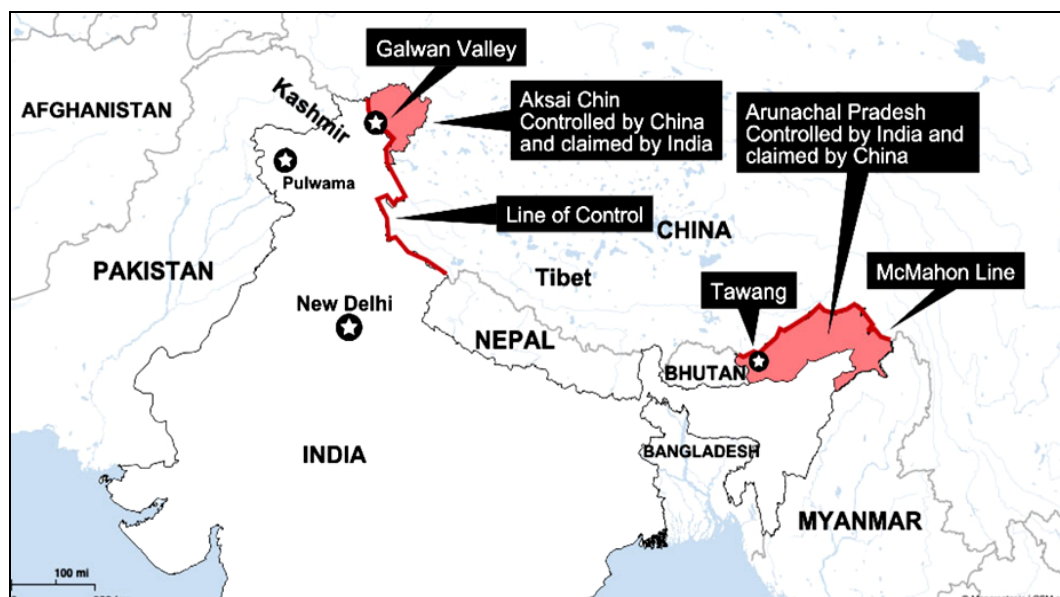 Galwan Valley
AFGHANISTAN
Kashmir
Aksai Chin
Controlled by China
and claimed by India
Arunachal Pradesh
Controlled by India and
claimed by China
Pulwama
Line of Control
CHINA
PAKISTAN
Tibet
McMahon Line
Tawang
New Delhi
NEPAL
BHUTAN
INDIA
BANGLADESH
MYANMAR
100 mi